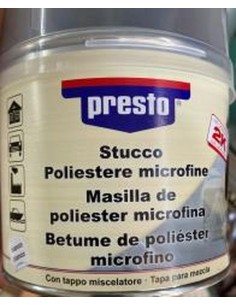 presto
2K
Stucco
Poliestere microfine
Masilla de
poliester microfina
Betume de poliéster
microfino
Con tappo miscelatore - Tapa para mezcla